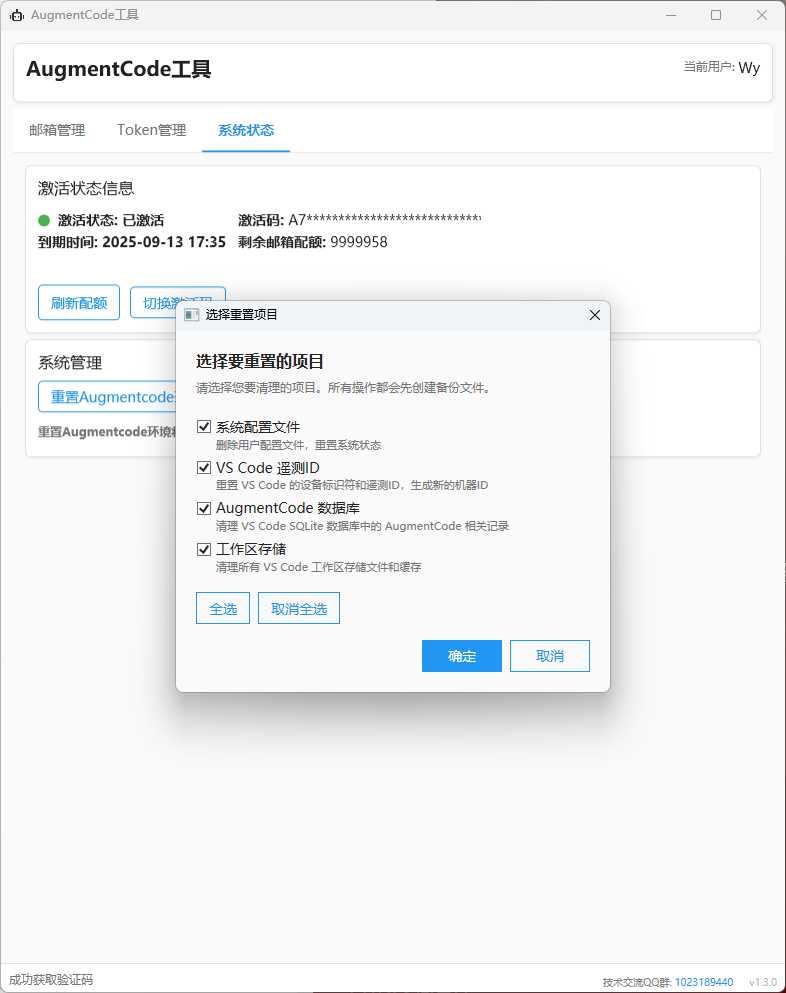 AugmentCode工具
AugmentCode工具
当前用户: Wy
邮箱管理 Token管理 系统状态
激活状态信息
激活状态: 已激活 激活码: A7***************************
到期时间: 2025-09-13 17:35 剩余邮箱配额: 9999958
刷新配额 切换激活码
选择重置项目
系统管理
选择要重置的项目
请选择您要清理的项目。所有操作都会先创建备份文件。
重置Augmentcode
重置Augmentcode环境
系统配置文件
删除用户配置文件，重置系统状态
VS Code 遥测ID
重置 VS Code 的设备标识符和遥测ID，生成新的机器ID
AugmentCode 数据库
清理 VS Code SQLite 数据库中的 AugmentCode 相关记录
工作区存储
清理所有 VS Code 工作区存储文件和缓存
全选 取消全选
确定 取消
成功获取验证码
技术交流QQ群: 1023189440 v1.3.0